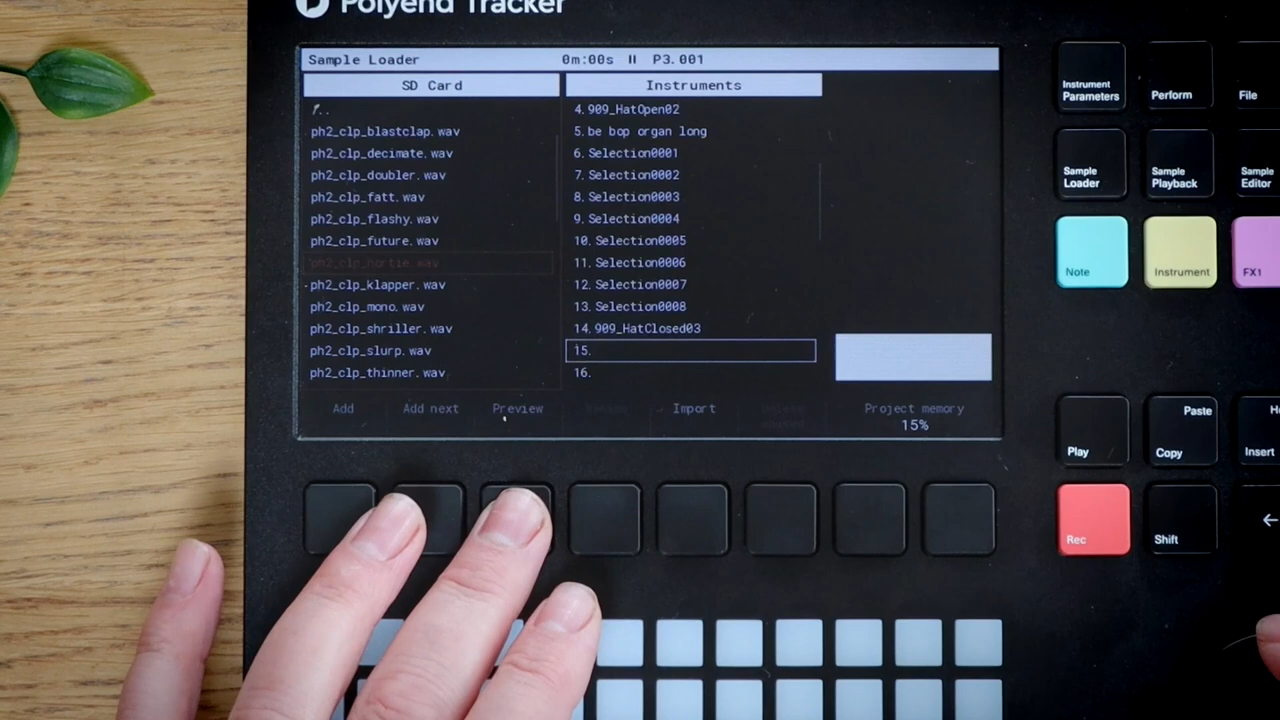 Polyend Tracker
Sample Loader 0m:00s II P3.001
SD Card
Instruments
/..
ph2_clp_blastclap.wav
ph2_clp_decimate.wav
ph2_clp_doubler.wav
ph2_clp_fatt.wav
ph2_clp_flashy.wav
ph2_clp_future.wav
ph2_clp_hortie.wav
ph2_clp_klapper.wav
ph2_clp_mono.wav
ph2_clp_shriller.wav
ph2_clp_slurp.wav
ph2_clp_thinner.wav
4. 909_HatOpen02
5. be bop organ long
6. Selection0001
7. Selection0002
8. Selection0003
9. Selection0004
10. Selection0005
11. Selection0006
12. Selection0007
13. Selection0008
14. 909_HatClosed03
15.
16.
Add
Add next
Preview
Import
Project memory
15%
Instrument
Parameters
Perform
File
Sample
Loader
Sample
Playback
Sample
Editor
Note
Instrument
FX1
Play
Paste
Copy
Insert
Rec
Shift
←